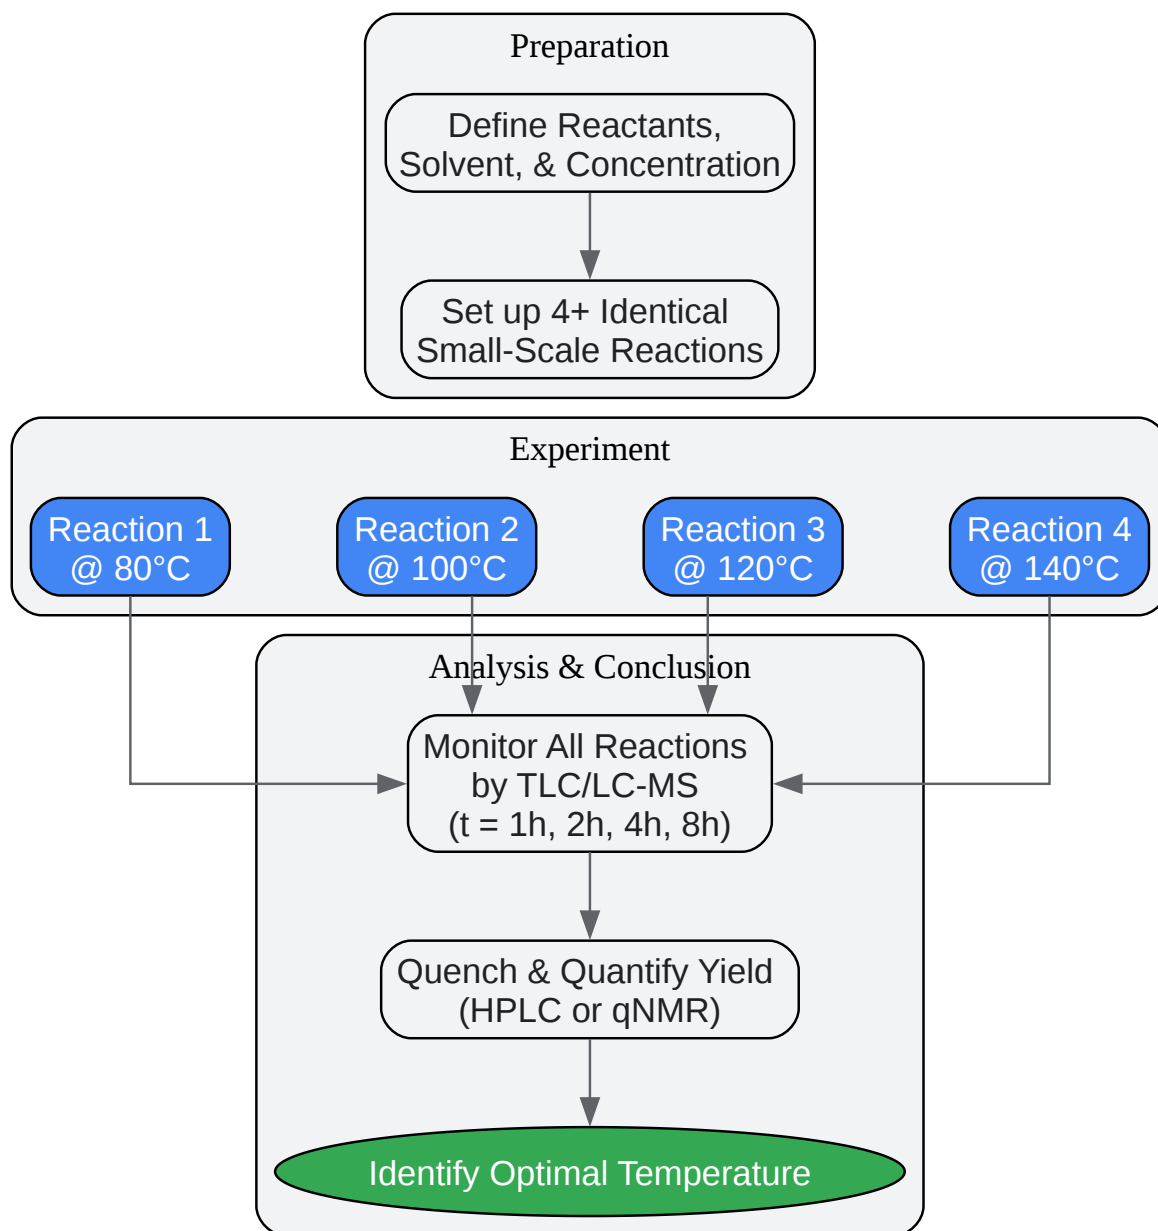 Preparation
Define Reactants,
Solvent, & Concentration
Set up 4+ Identical
Small-Scale Reactions
Experiment
Reaction 1
@ 80°C
Reaction 2
@ 100°C
Reaction 3
@ 120°C
Reaction 4
@ 140°C
Analysis & Conclusion
Monitor All Reactions
by TLC/LC-MS
(t = 1h, 2h, 4h, 8h)
Quench & Quantify Yield
(HPLC or qNMR)
Identify Optimal Temperature